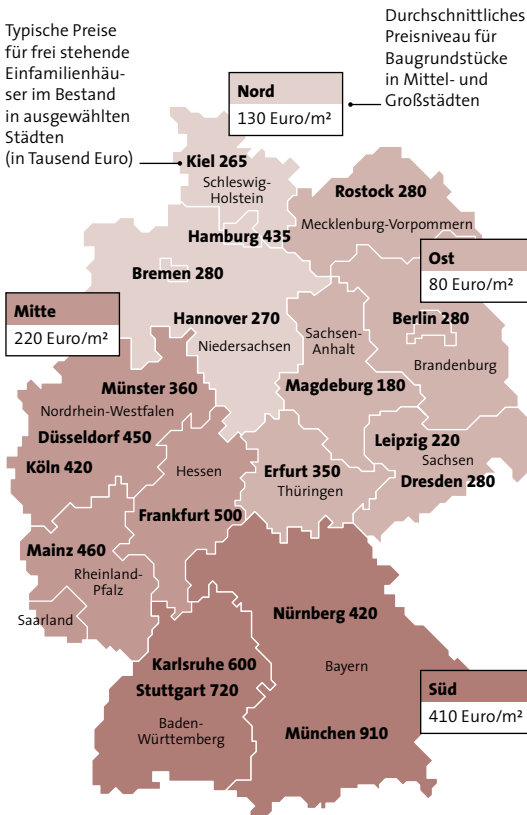 Typische Preise
für frei stehende
Einfamilienhäu-
ser im Bestand
in ausgewählten
Städten
(in Tausend Euro)
Durchschnittliches
Preisniveau für
Baugrundstücke
in Mittel- und
Großstädten
Nord
130 Euro/m²
Kiel 265
Schleswig-
Holstein
Rostock 280
Mecklenburg-Vorpommern
Hamburg 435
Bremen 280
Ost
80 Euro/m²
Mitte
220 Euro/m²
Hannover 270
Niedersachsen
Berlin 280
Brandenburg
Sachsen-
Anhalt
Magdeburg 180
Münster 360
Nordrhein-Westfalen
Düsseldorf 450
Köln 420
Leipzig 220
Sachsen
Dresden 280
Hessen
Erfurt 350
Thüringen
Frankfurt 500
Mainz 460
Rheinland-
Pfalz
Saarland
Nürnberg 420
Bayern
Karlsruhe 600
Stuttgart 720
Baden-
Württemberg
München 910
Süd
410 Euro/m²